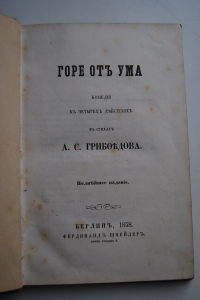 ГОРЕ ОТЪ УМА
КОМЕДІЯ
ВЪ ЧЕТЫРЕХЪ ДѢЙСТВІЯХЪ
ВЪ СТИХАХЪ
А. С. ГРИБОѢДОВА.
Полнѣйшее изданіе.
БЕРЛИНЪ, 1858.
ФЕРДИНАНДЪ ШНЕЙДЕРЪ.